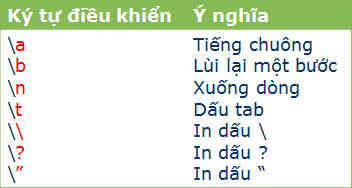 Ký tự điều khiển Ý nghĩa
\a Tiếng chuông
\b Lùi lại một bước
\n Xuống dòng
\t Dấu tab
\\ In dấu \
\? In dấu ?
\” In dấu “